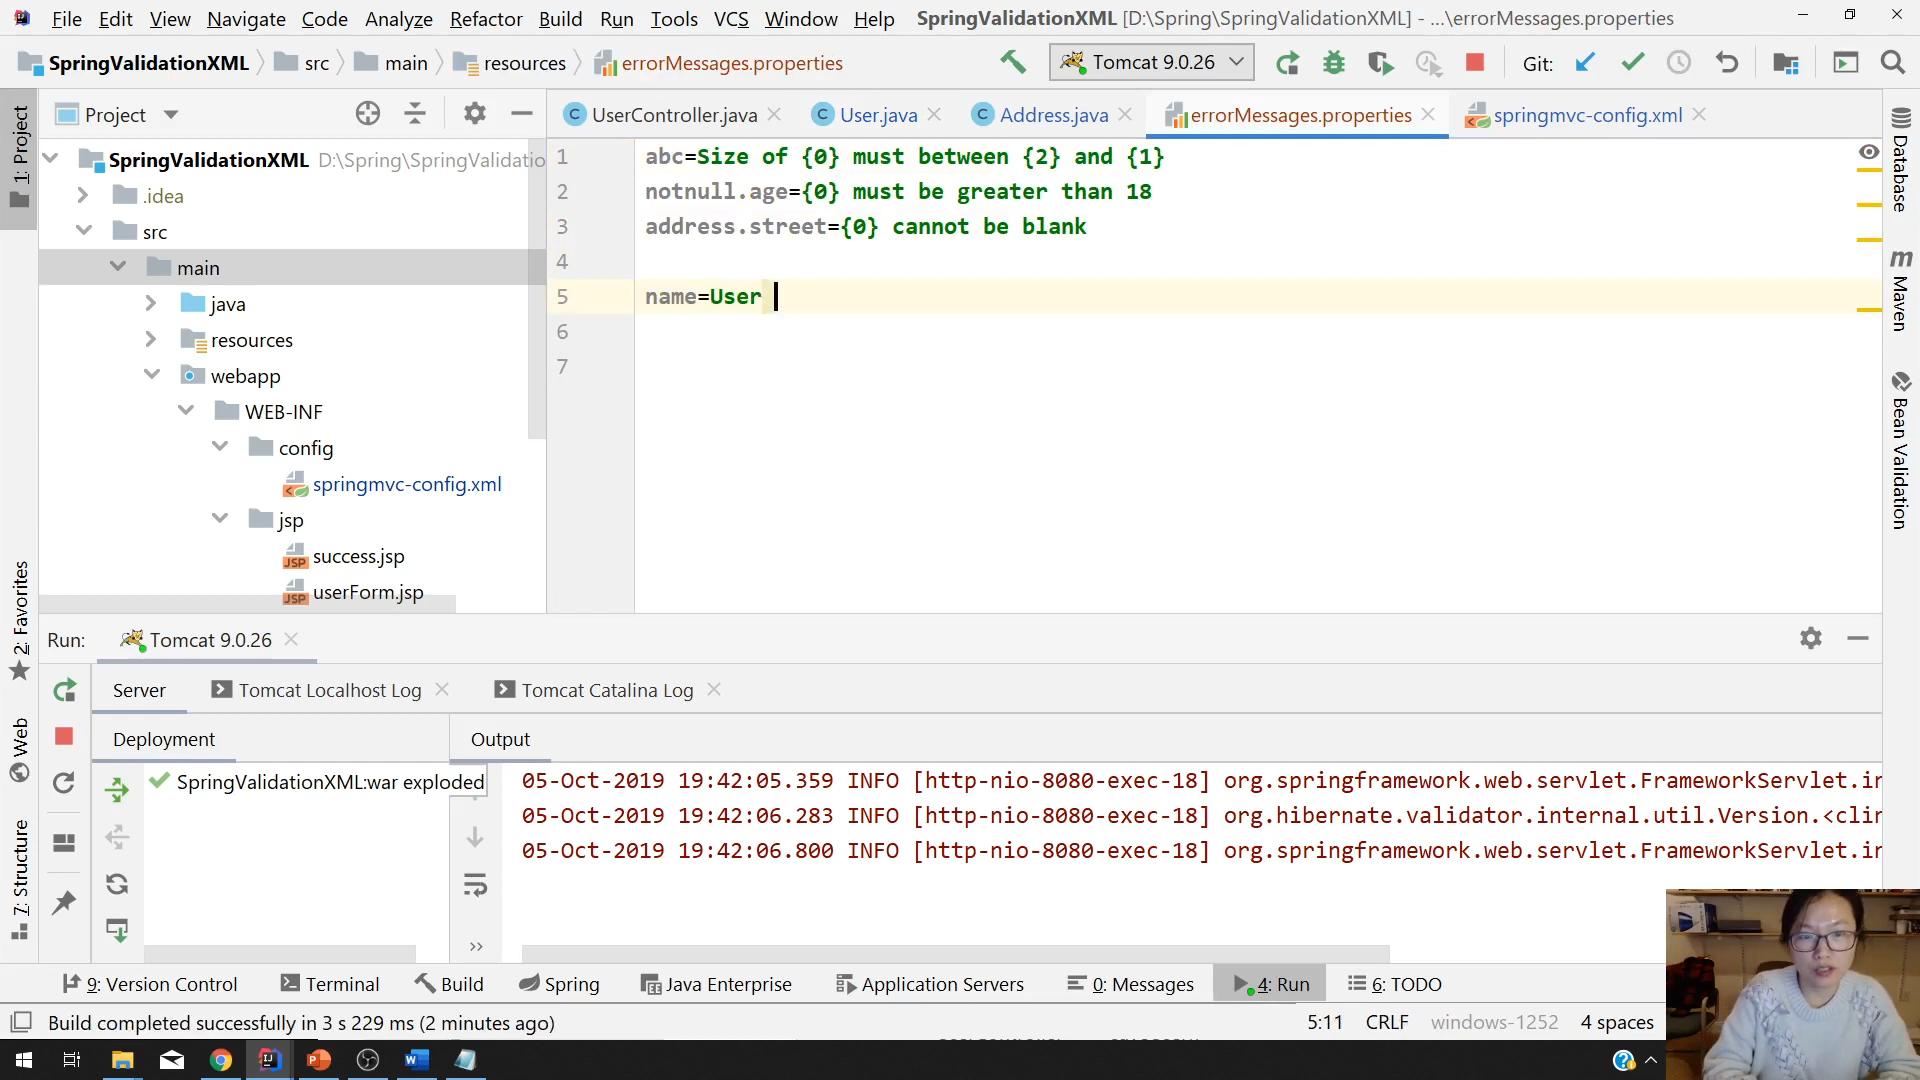 File Edit View Navigate Code Analyze Refactor Build Run Tools VCS Window Help SpringValidationXML [D:\Spring\SpringValidationXML] - ...\errorMessages.properties
SpringValidationXML src main resources errorMessages.properties Tomcat 9.0.26 Git:
Project UserController.java User.java Address.java errorMessages.properties springmvc-config.xml
1: Project
2: Favorites
Web
7: Structure
SpringValidationXML D:\Spring\SpringValidatio
.idea
src
main
java
resources
webapp
WEB-INF
config
springmvc-config.xml
jsp
success.jsp
userForm.jsp
1 abc=Size of {0} must between {2} and {1}
2 notnull.age={0} must be greater than 18
3 address.street={0} cannot be blank
4
5 name=User
6
7
Database
Maven
Bean Validation
Run: Tomcat 9.0.26
Server Tomcat Localhost Log Tomcat Catalina Log
Deployment Output
SpringValidationXML:war exploded
05-Oct-2019 19:42:05.359 INFO [http-nio-8080-exec-18] org.springframework.web.servlet.FrameworkServlet.in
05-Oct-2019 19:42:06.283 INFO [http-nio-8080-exec-18] org.hibernate.validator.internal.util.Version.<clin
05-Oct-2019 19:42:06.800 INFO [http-nio-8080-exec-18] org.springframework.web.servlet.FrameworkServlet.in
9: Version Control Terminal Build Spring Java Enterprise Application Servers 0: Messages 4: Run 6: TODO
Build completed successfully in 3 s 229 ms (2 minutes ago) 5:11 CRLF windows-1252 4 spaces